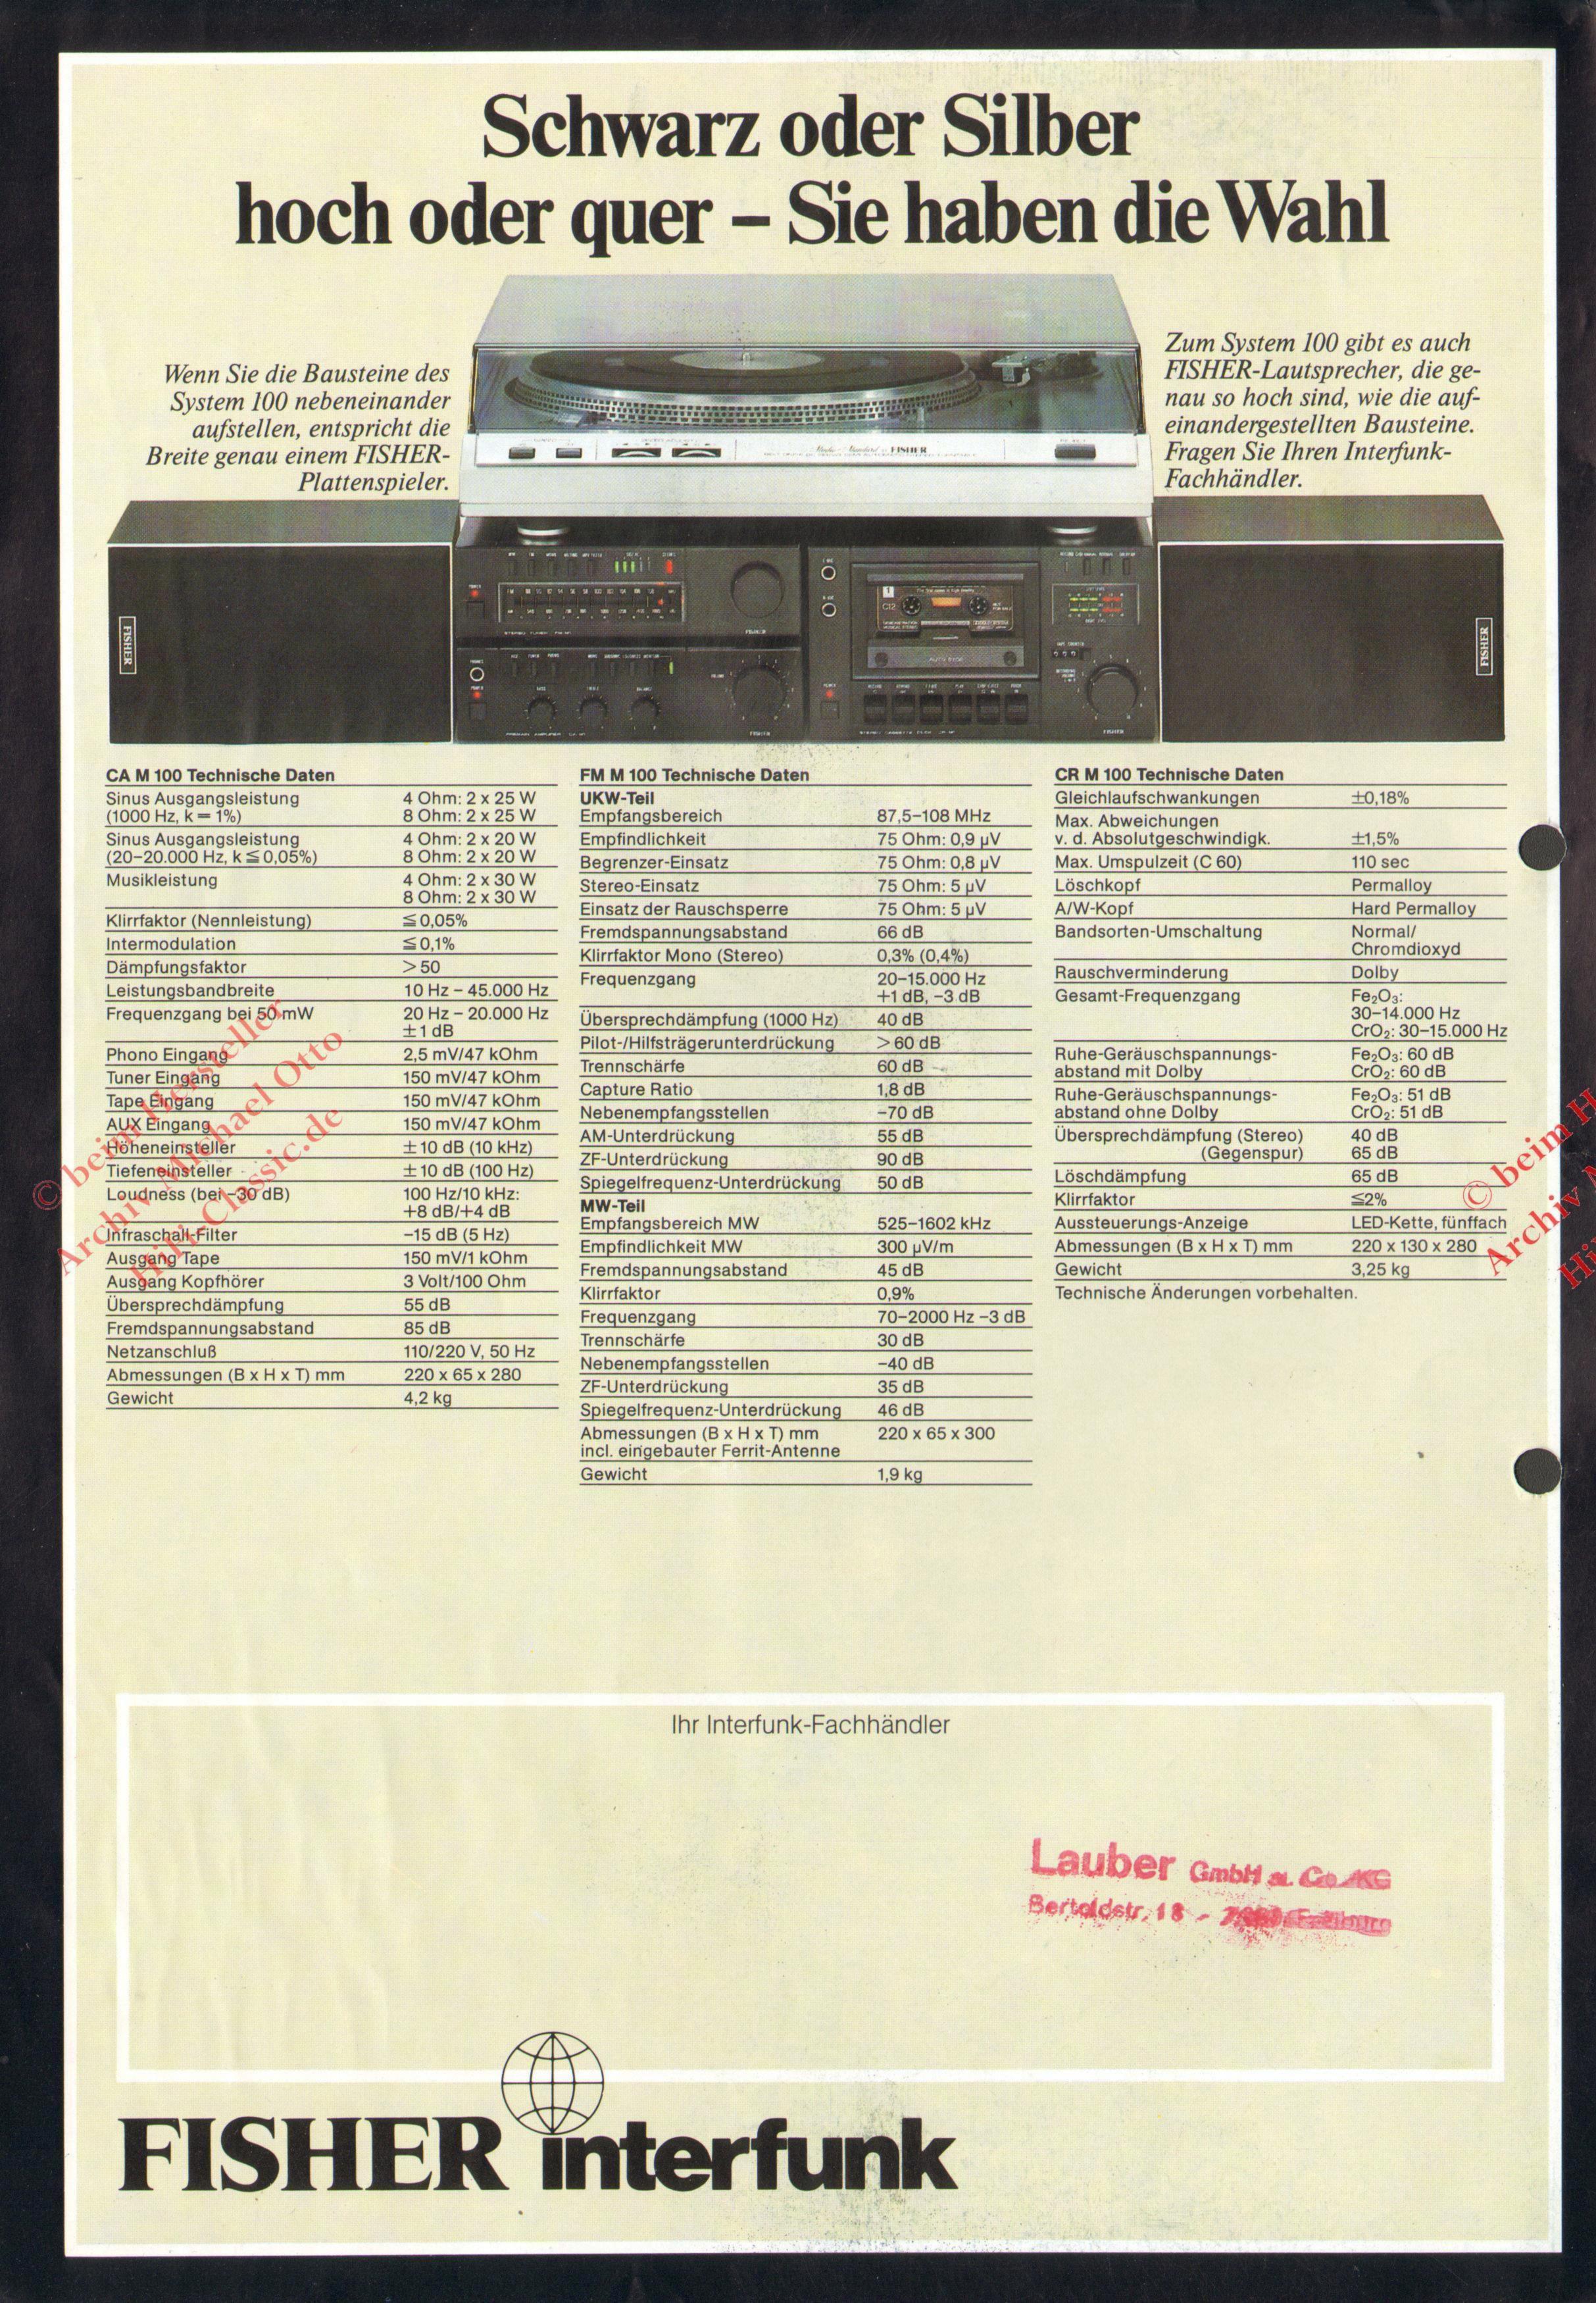 Schwarz oder Silber
hoch oder quer – Sie haben die Wahl
Wenn Sie die Bausteine des
System 100 nebeneinander
aufstellen, entspricht die
Breite genau einem FISHER-
Plattenspieler.
Zum System 100 gibt es auch
FISHER-Lautsprecher, die ge-
nau so hoch sind, wie die auf-
einandergestellten Bausteine.
Fragen Sie Ihren Interfunk-
Fachhändler.
FISHER
FISHER
FISHER
FISHER
FISHER
FISHER
C12
AUTO STOP
CA M 100 Technische Daten
Sinus Ausgangsleistung 4 Ohm: 2 x 25 W
(1000 Hz, k = 1%) 8 Ohm: 2 x 25 W
Sinus Ausgangsleistung 4 Ohm: 2 x 20 W
(20–20.000 Hz, k ≦ 0,05%) 8 Ohm: 2 x 20 W
Musikleistung 4 Ohm: 2 x 30 W
8 Ohm: 2 x 30 W
Klirrfaktor (Nennleistung) ≦ 0,05%
Intermodulation ≦ 0,1%
Dämpfungsfaktor > 50
Leistungsbandbreite 10 Hz – 45.000 Hz
Frequenzgang bei 50 mW 20 Hz – 20.000 Hz
±1 dB
Phono Eingang 2,5 mV/47 kOhm
Tuner Eingang 150 mV/47 kOhm
Tape Eingang 150 mV/47 kOhm
AUX Eingang 150 mV/47 kOhm
Höheneinsteller ±10 dB (10 kHz)
Tiefeneinsteller ±10 dB (100 Hz)
Loudness (bei –30 dB) 100 Hz/10 kHz:
+8 dB/+4 dB
Infraschall-Filter –15 dB (5 Hz)
Ausgang Tape 150 mV/1 kOhm
Ausgang Kopfhörer 3 Volt/100 Ohm
Übersprechdämpfung 55 dB
Fremdspannungsabstand 85 dB
Netzanschluß 110/220 V, 50 Hz
Abmessungen (B x H x T) mm 220 x 65 x 280
Gewicht 4,2 kg
FM M 100 Technische Daten
UKW-Teil
Empfangsbereich 87,5–108 MHz
Empfindlichkeit 75 Ohm: 0,9 µV
Begrenzer-Einsatz 75 Ohm: 0,8 µV
Stereo-Einsatz 75 Ohm: 5 µV
Einsatz der Rauschsperre 75 Ohm: 5 µV
Fremdspannungsabstand 66 dB
Klirrfaktor Mono (Stereo) 0,3% (0,4%)
Frequenzgang 20–15.000 Hz
+1 dB, –3 dB
Übersprechdämpfung (1000 Hz) 40 dB
Pilot-/Hilfsträgerunterdrückung > 60 dB
Trennschärfe 60 dB
Capture Ratio 1,8 dB
Nebenempfangsstellen –70 dB
AM-Unterdrückung 55 dB
ZF-Unterdrückung 90 dB
Spiegelfrequenz-Unterdrückung 50 dB
MW-Teil
Empfangsbereich MW 525–1602 kHz
Empfindlichkeit MW 300 µV/m
Fremdspannungsabstand 45 dB
Klirrfaktor 0,9%
Frequenzgang 70–2000 Hz –3 dB
Trennschärfe 30 dB
Nebenempfangsstellen –40 dB
ZF-Unterdrückung 35 dB
Spiegelfrequenz-Unterdrückung 46 dB
Abmessungen (B x H x T) mm 220 x 65 x 300
incl. eingebauter Ferrit-Antenne
Gewicht 1,9 kg
CR M 100 Technische Daten
Gleichlaufschwankungen ±0,18%
Max. Abweichungen
v. d. Absolutgeschwindigk. ±1,5%
Max. Umspulzeit (C 60) 110 sec
Löschkopf Permalloy
A/W-Kopf Hard Permalloy
Bandsorten-Umschaltung Normal/
Chromdioxyd
Rauschverminderung Dolby
Gesamt-Frequenzgang Fe₂O₃:
30–14.000 Hz
CrO₂: 30–15.000 Hz
Ruhe-Geräuschspannungs- Fe₂O₃: 60 dB
abstand mit Dolby CrO₂: 60 dB
Ruhe-Geräuschspannungs- Fe₂O₃: 51 dB
abstand ohne Dolby CrO₂: 51 dB
Übersprechdämpfung (Stereo) 40 dB
(Gegenspur) 65 dB
Löschdämpfung 65 dB
Klirrfaktor ≦2%
Aussteuerungs-Anzeige LED-Kette, fünffach
Abmessungen (B x H x T) mm 220 x 130 x 280
Gewicht 3,25 kg
Technische Änderungen vorbehalten.
© beim Hersteller
Archiv Michael Otto
Hifi-Classic.de
© beim H
Archiv M
Hi
Ihr Interfunk-Fachhändler
Lauber GmbH u. Co. KG
Bertoldstr. 18 -
FISHER interfunk